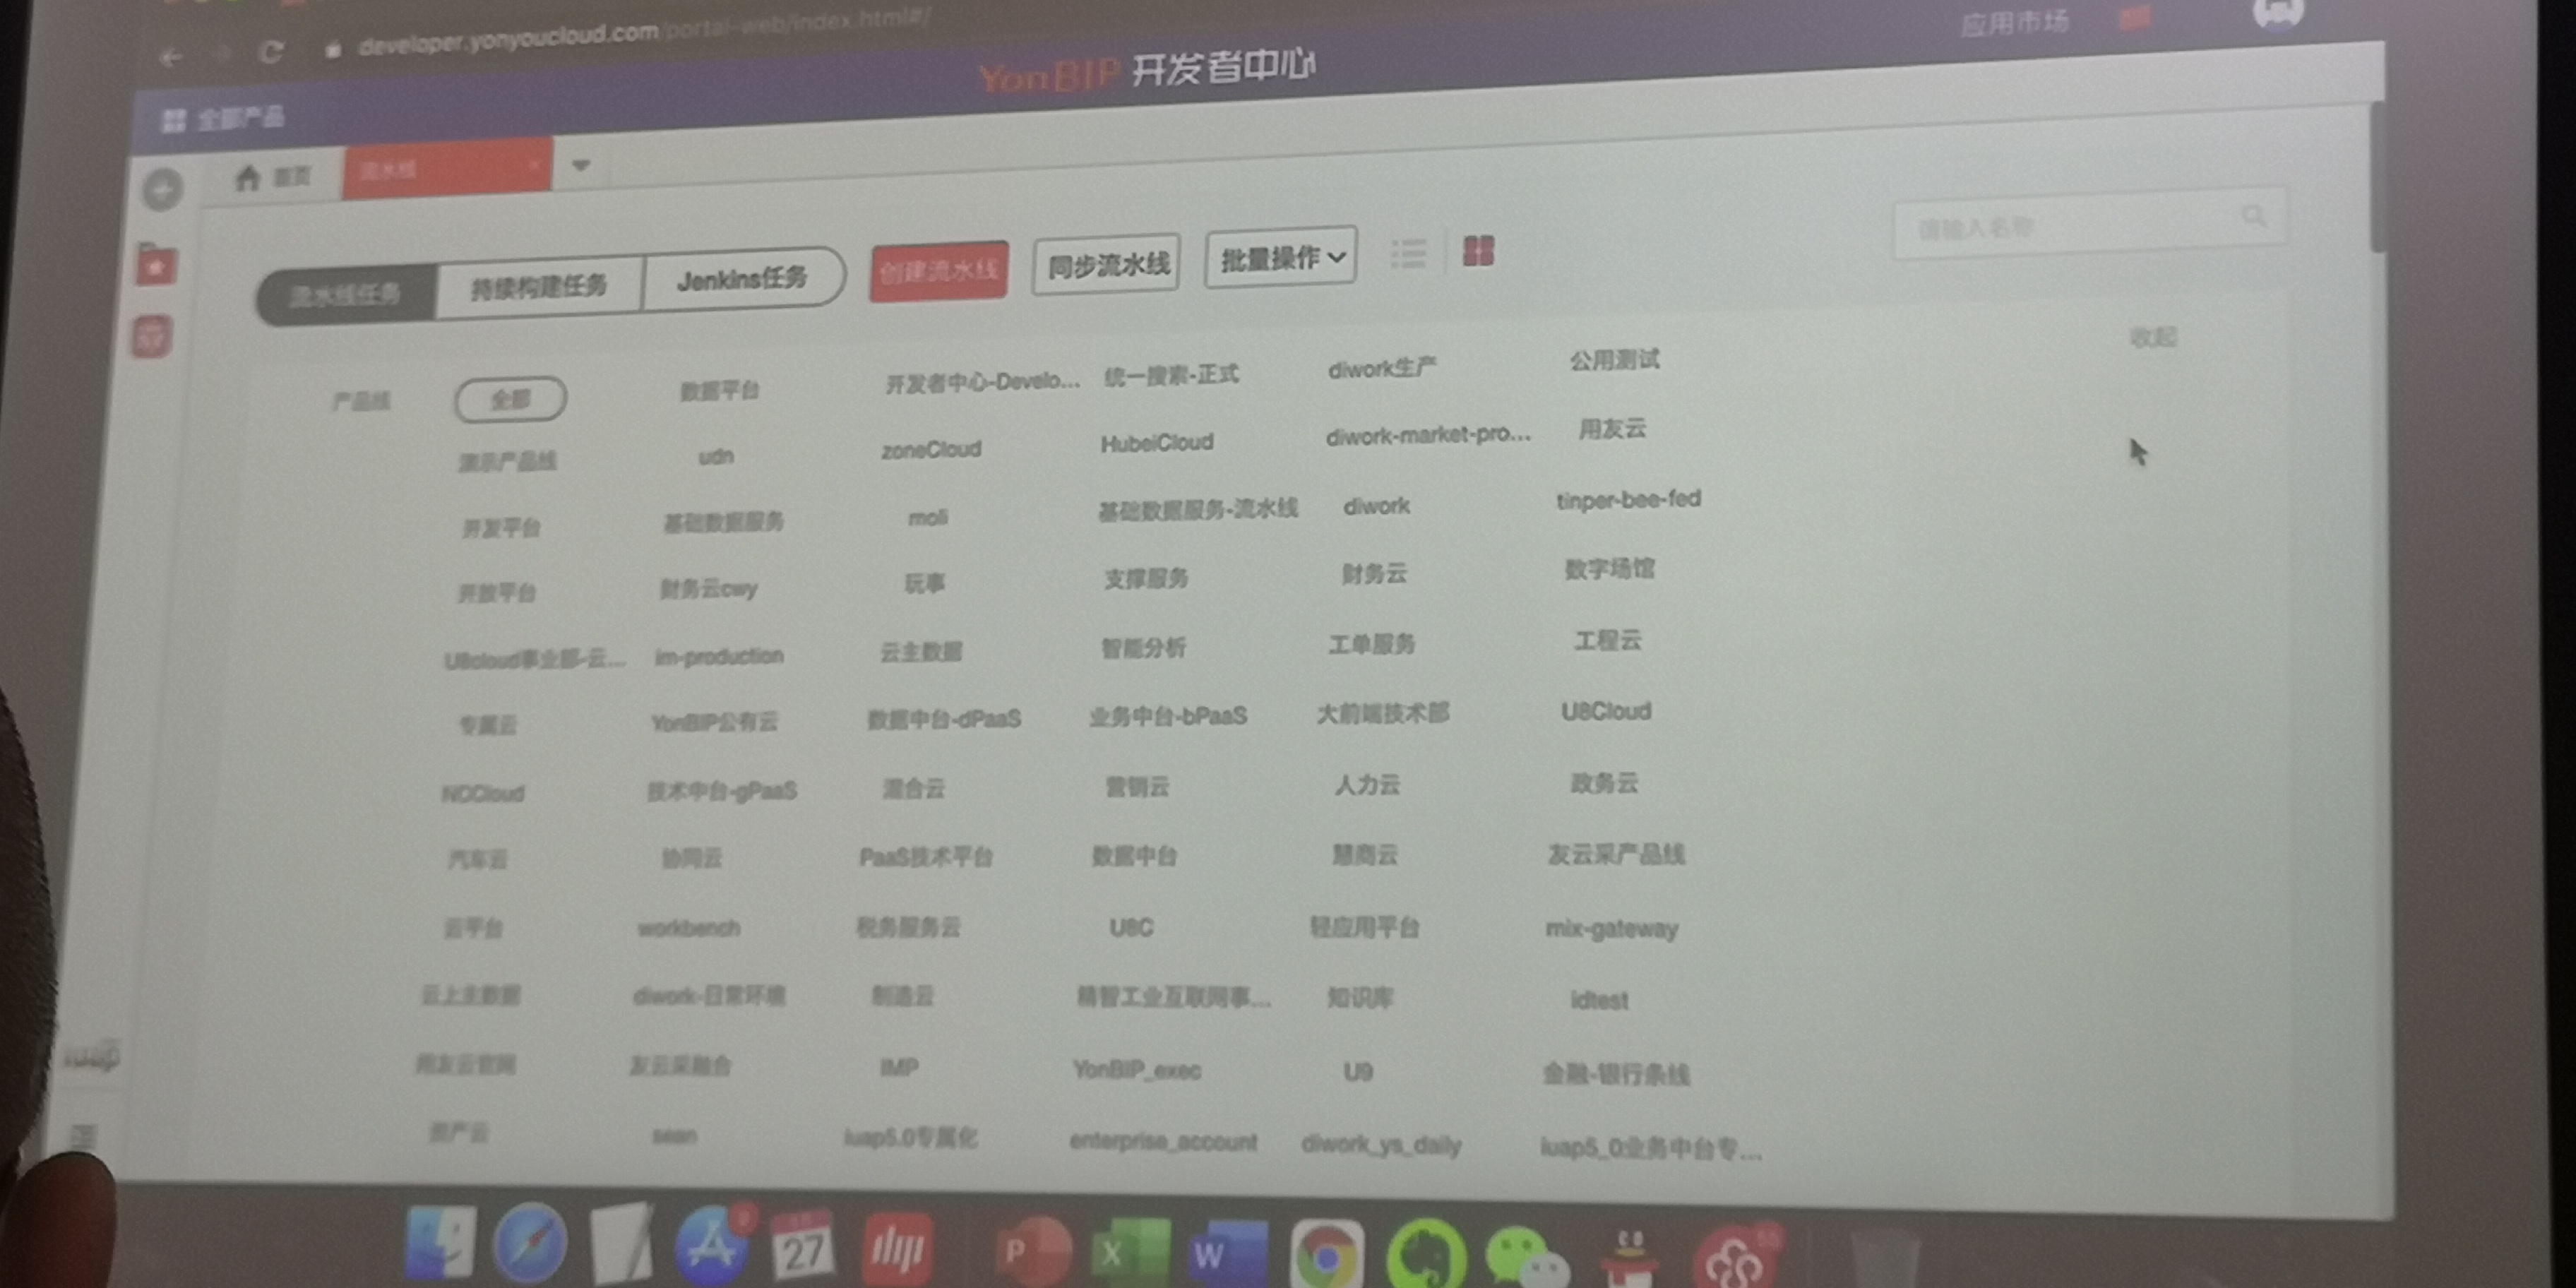 developer.yonyoucloud.com/portal-web/index.html#/
应用市场
全部产品 YonBIP 开发者中心
首页 流水线
流水线任务 持续构建任务 Jenkins任务 创建流水线 同步流水线 批量操作 请输入名称
收起
产品线 全部 数据平台 开发者中心-Develo... 统一搜索-正式 diwork生产 公用测试
演示产品线 udn zoneCloud HubeiCloud diwork-market-pro... 用友云
开发平台 基础数据服务 moli 基础数据服务-流水线 diwork tinper-bee-fed
开放平台 财务云cwy 玩事 支撑服务 财务云 数字场馆
U8cloud事业部-云... im-production 云主数据 智能分析 工单服务 工程云
专属云 YonBIP公有云 数据中台-dPaaS 业务中台-bPaaS 大前端技术部 U8Cloud
NCCloud 技术中台-gPaaS 混合云 营销云 人力云 政务云
汽车云 协同云 PaaS技术平台 数据中台 慧商云 友云采产品线
云平台 workbench 税务服务云 U8C 轻应用平台 mix-gateway
云上主数据 diwork-日常环境 制造云 精智工业互联网事... 知识库 idtest
用友云官网 友云采融合 IMP YonBIP_exec U9 金融-银行条线
资产云 sean iuap5.0专属化 enterprise_account diwork_ys_daily iuap5_0业务中台专...
iuap
27
P X W